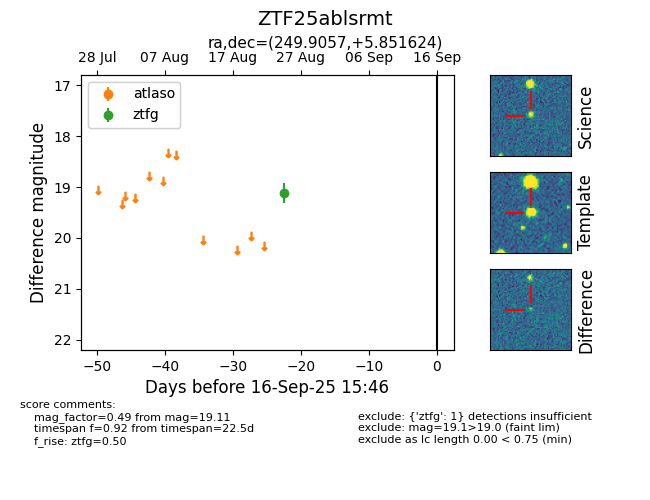 ZTF25ablsrmt
ra,dec=(249.9057,+5.851624)
28 Jul 07 Aug 17 Aug 27 Aug 06 Sep 16 Sep
atlaso
ztfg
17
18
19
20
21
22
Difference magnitude
−50 −40 −30 −20 −10 0
Days before 16-Sep-25 15:46
Science
Template
Difference
score comments:
mag_factor=0.49 from mag=19.11
timespan f=0.92 from timespan=22.5d
f_rise: ztfg=0.50
exclude: {'ztfg': 1} detections insufficient
exclude: mag=19.1>19.0 (faint lim)
exclude as lc length 0.00 < 0.75 (min)